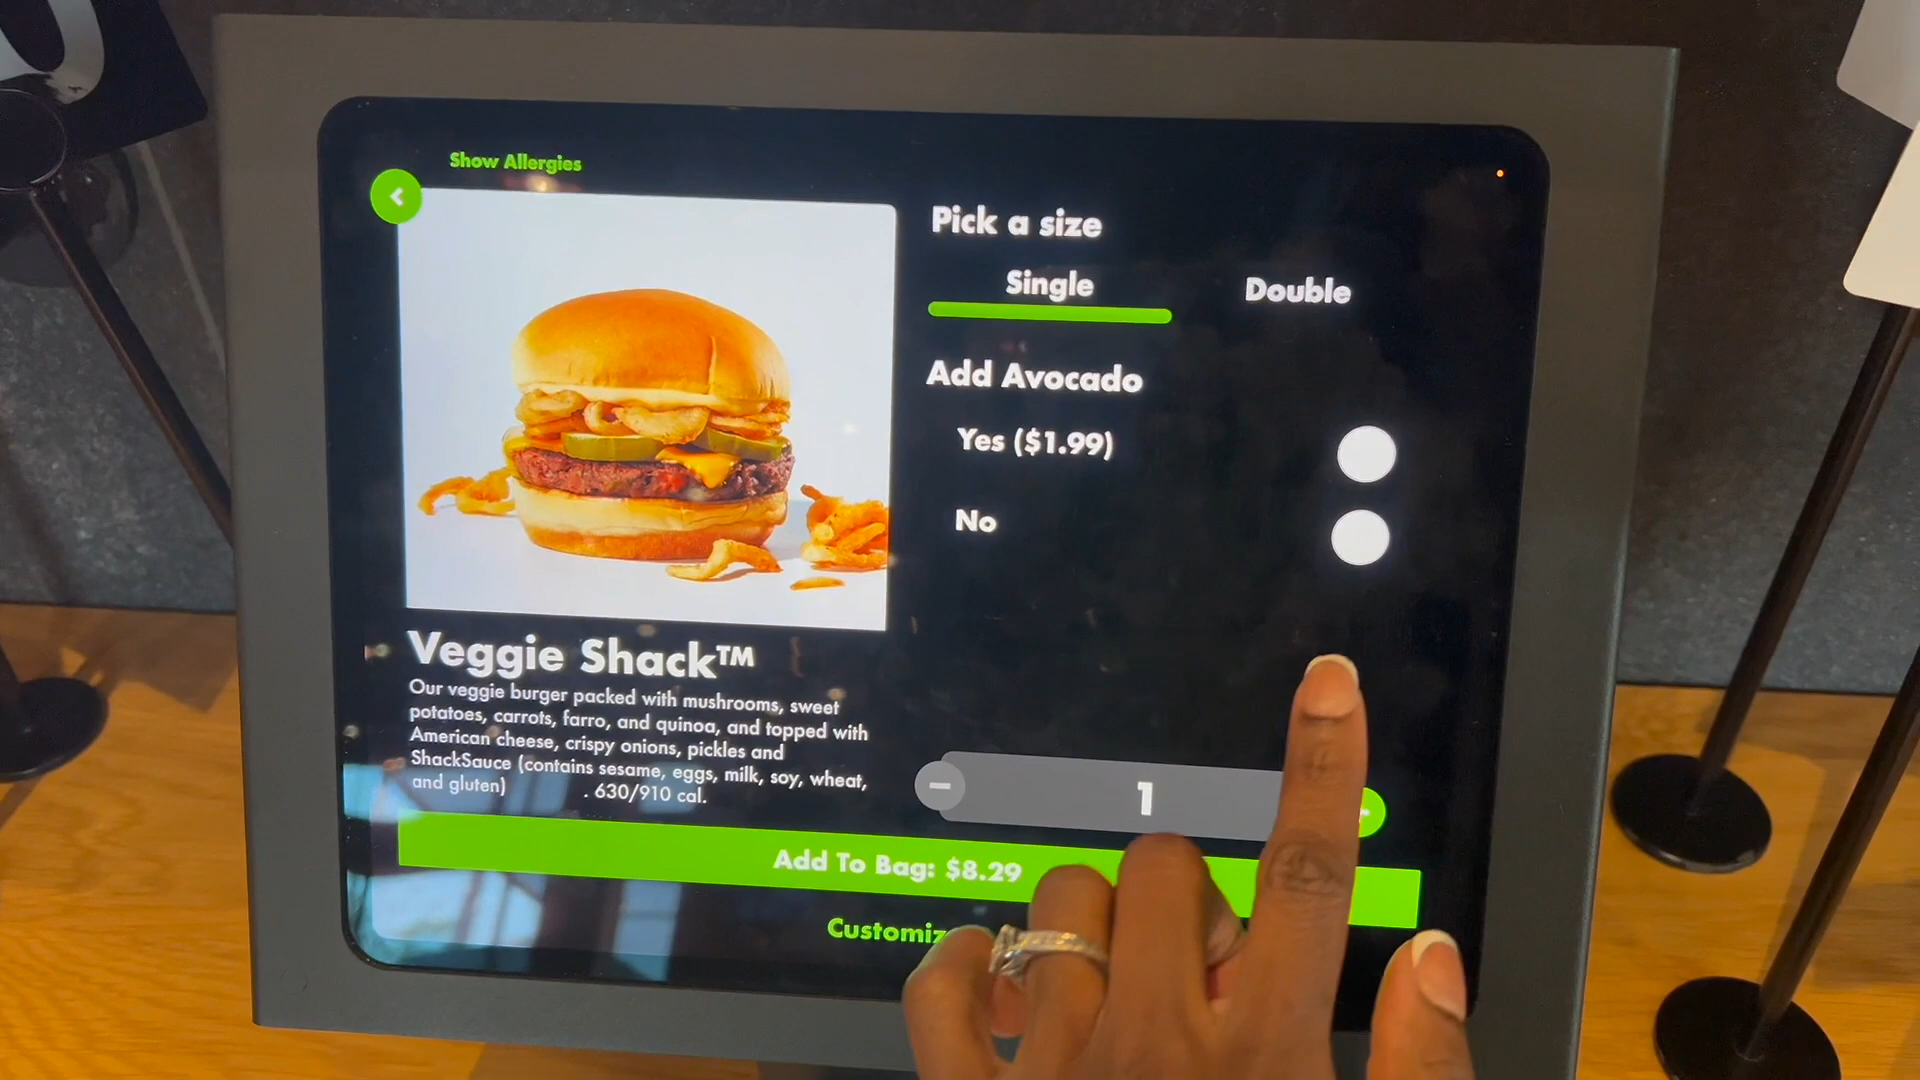 Show Allergies
Pick a size
Single
Double
Add Avocado
Yes ($1.99)
No
Veggie Shack™
Our veggie burger packed with mushrooms, sweet
potatoes, carrots, farro, and quinoa, and topped with
American cheese, crispy onions, pickles and
ShackSauce (contains sesame, eggs, milk, soy, wheat,
and gluten) . 630/910 cal.
1
Add To Bag: $8.29